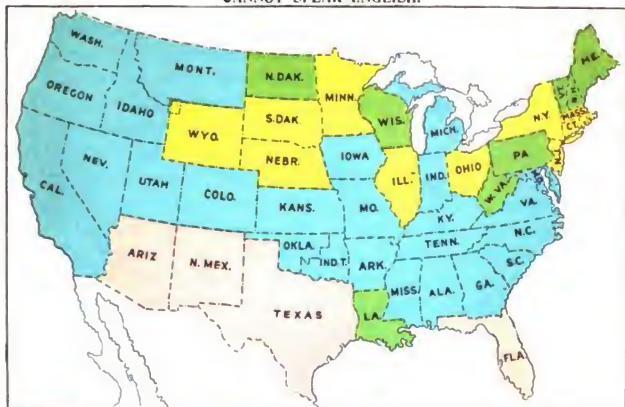 CANNOT SPEAK ENGLISH.
WASH.
MONT.
N.DAK.
MINN.
ME.
OREGON
IDAHO
WYO.
S.DAK.
WIS.
MICH.
N.Y.
MASS.
CT.
NEV.
UTAH
COLO.
NEBR.
IOWA
ILL.
IND.
OHIO
PA
CAL.
KANS.
MO.
KY.
W.VA.
VA.
ARIZ
N.MEX.
OKLA.
IND.T.
ARK.
TENN.
N.C.
S.C.
TEXAS
LA.
MISS.
ALA.
GA.
FLA.